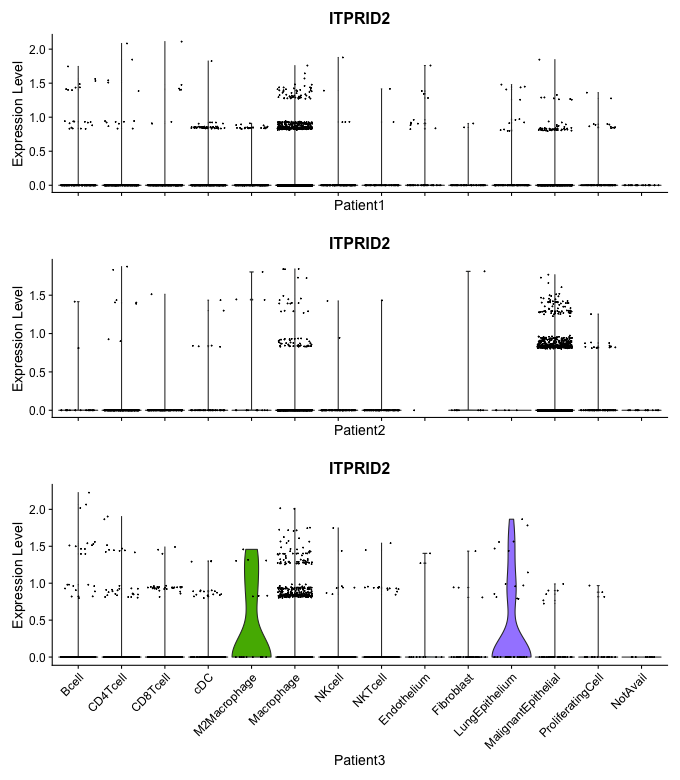 ITPRID2
Expression Level
2.0
1.5
1.0
0.5
0.0
Patient1
ITPRID2
Expression Level
1.5
1.0
0.5
0.0
Patient2
ITPRID2
Expression Level
2.0
1.5
1.0
0.5
0.0
Bcell
CD4Tcell
CD8Tcell
cDC
M2Macrophage
Macrophage
NKcell
NKTcell
Endothelium
Fibroblast
LungEpithelium
MalignantEpithelial
ProliferatingCell
NotAvail
Patient3